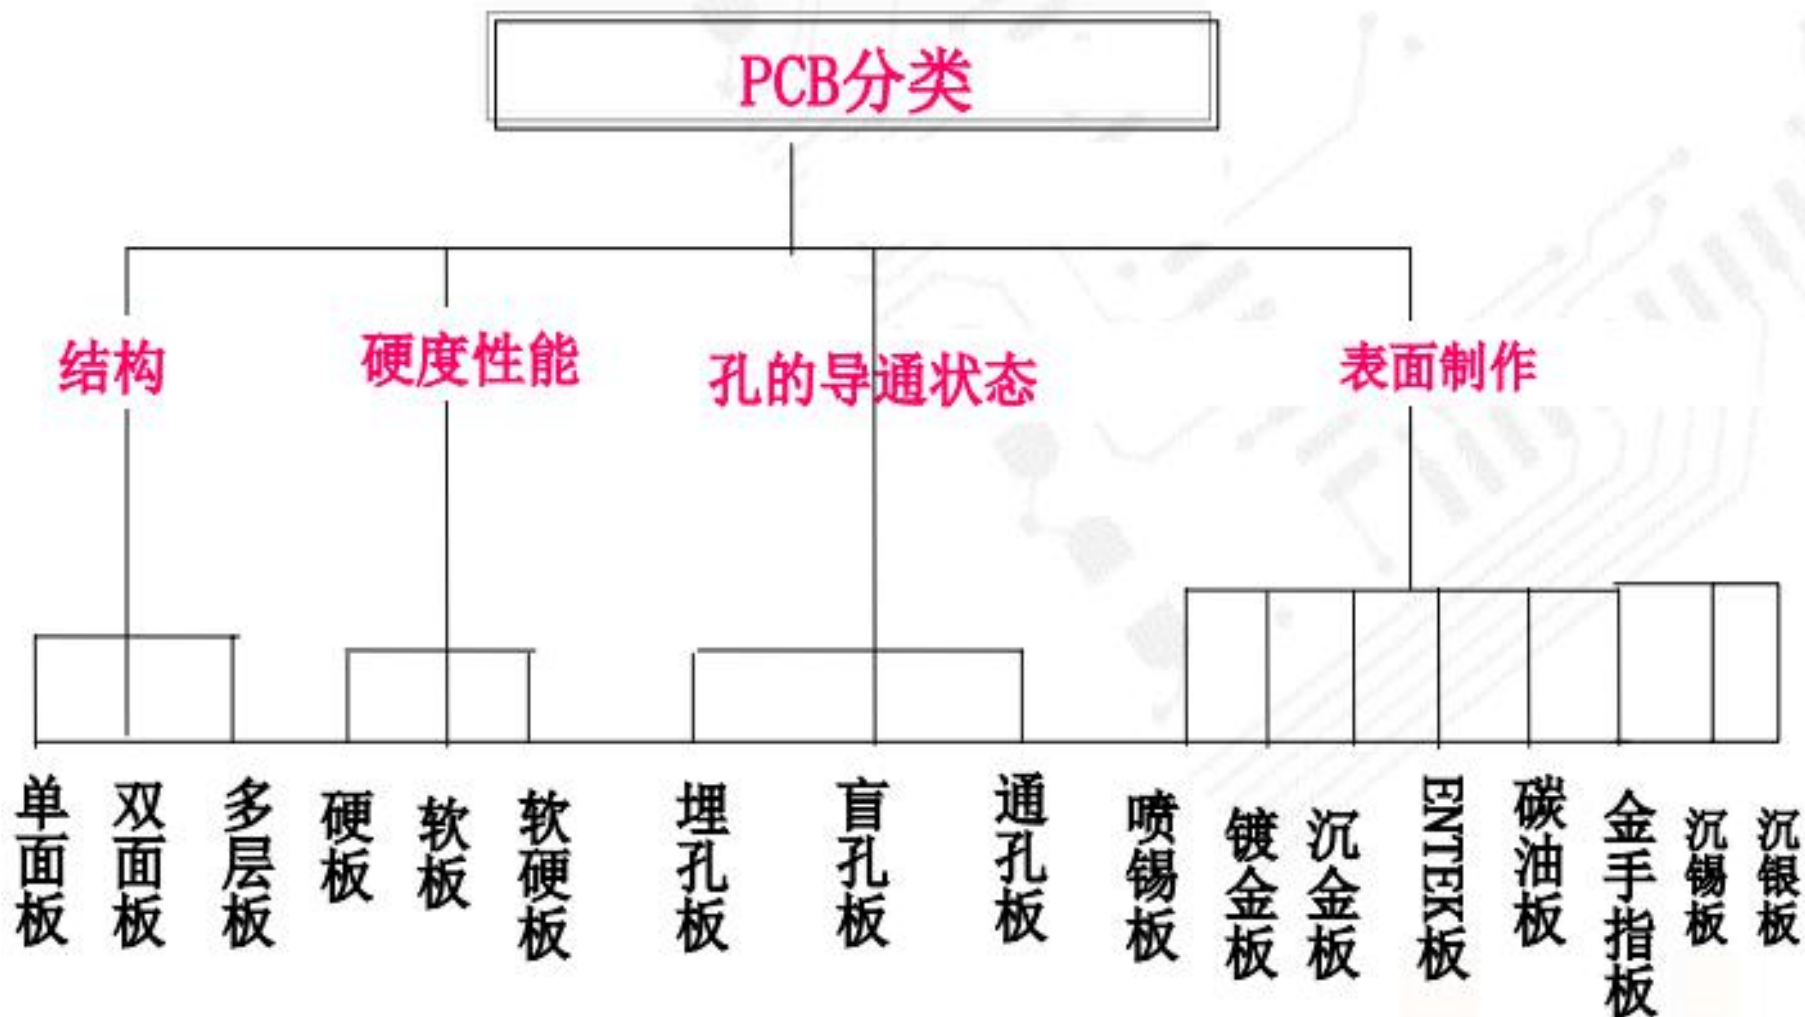 PCB分类
结构
硬度性能
孔的导通状态
表面制作
单面板
双面板
多层板
硬板
软板
软硬板
埋孔板
盲孔板
通孔板
喷锡板
镀金板
沉金板
ENTEK板
碳油板
金手指板
沉锡板
沉银板